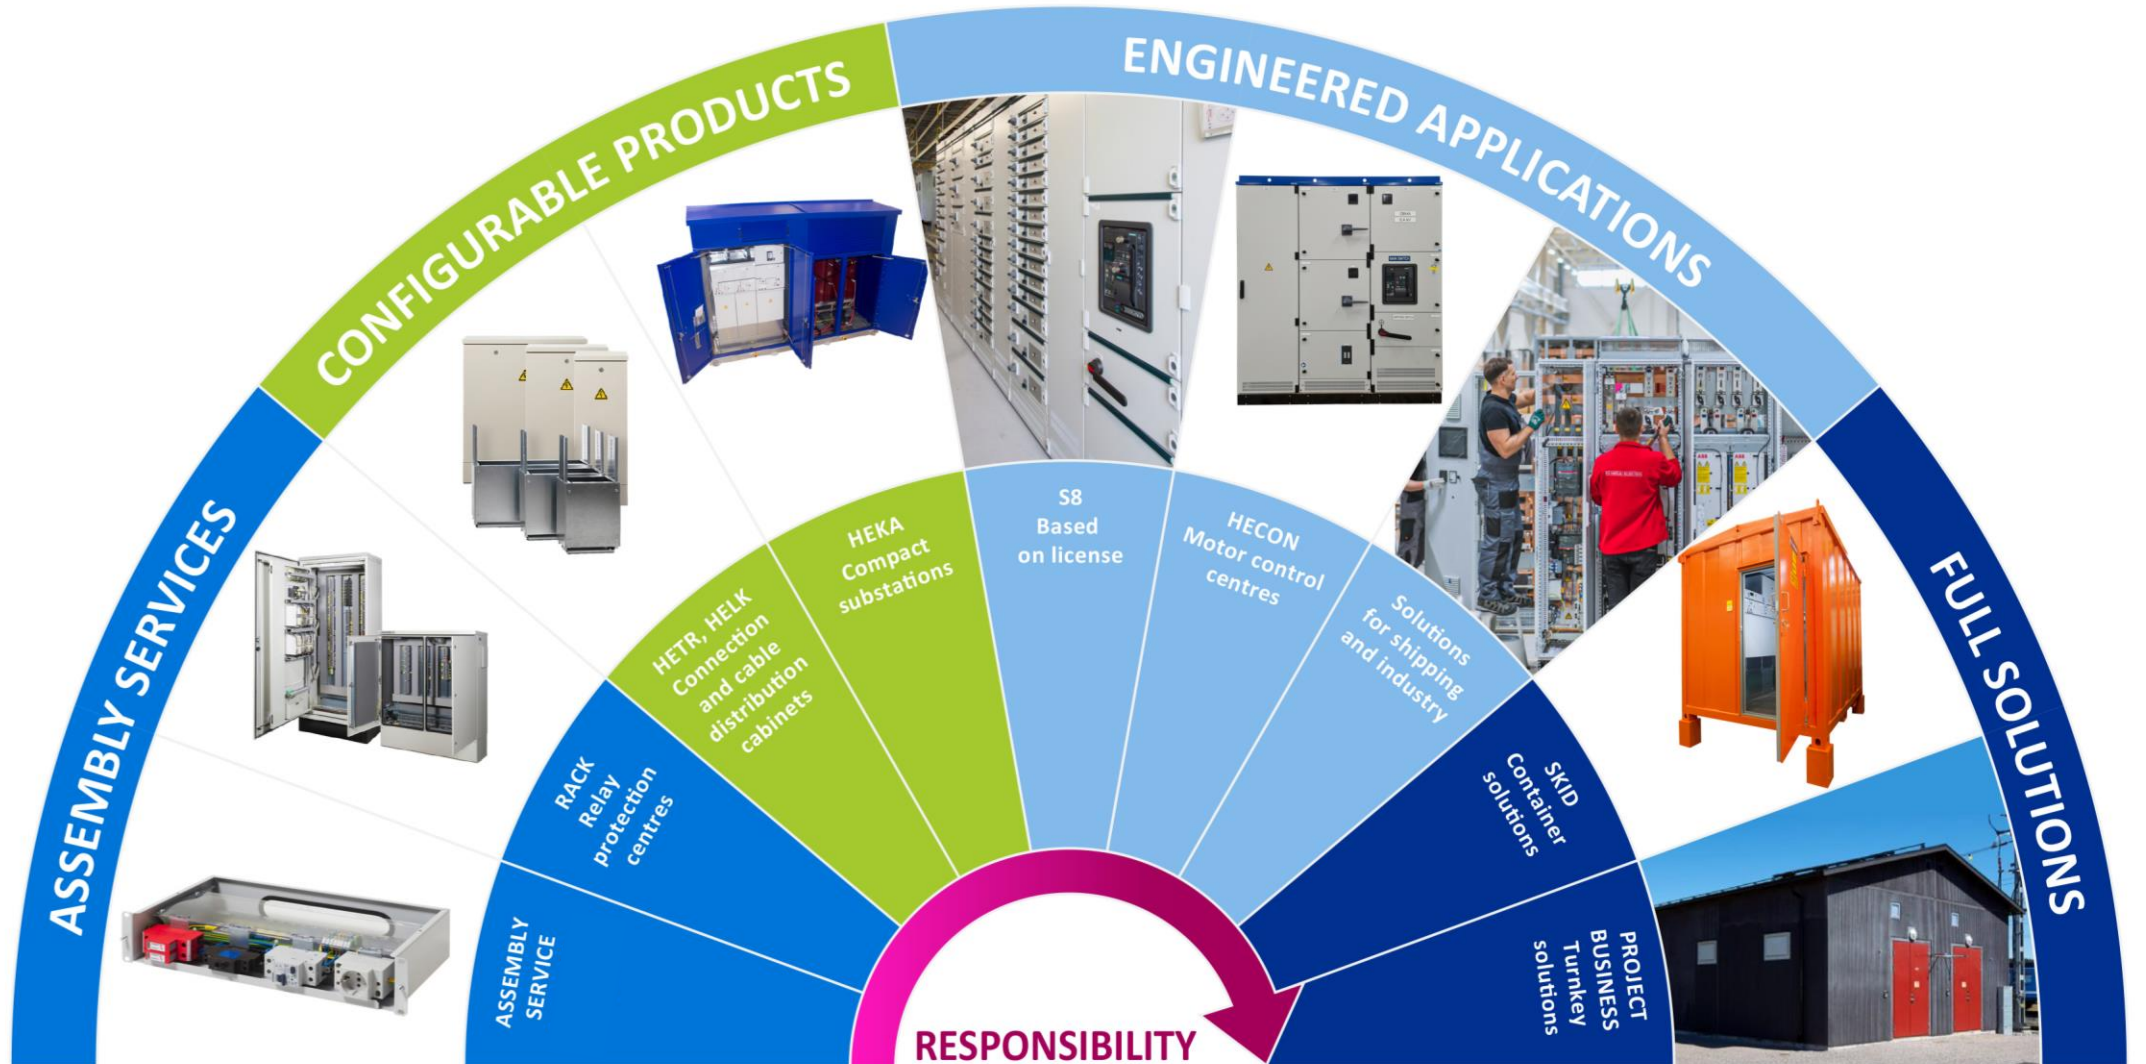 ASSEMBLY SERVICES
CONFIGURABLE PRODUCTS
ENGINEERED APPLICATIONS
FULL SOLUTIONS
ASSEMBLY
SERVICE
RACK
Relay
protection
centres
HETR, HELK
Connection
and cable
distribution
cabinets
HEKA
Compact
substations
S8
Based
on license
HECON
Motor control
centres
Solutions
for shipping
and industry
SKID
Container
solutions
PROJECT
BUSINESS
Turnkey
solutions
RESPONSIBILITY